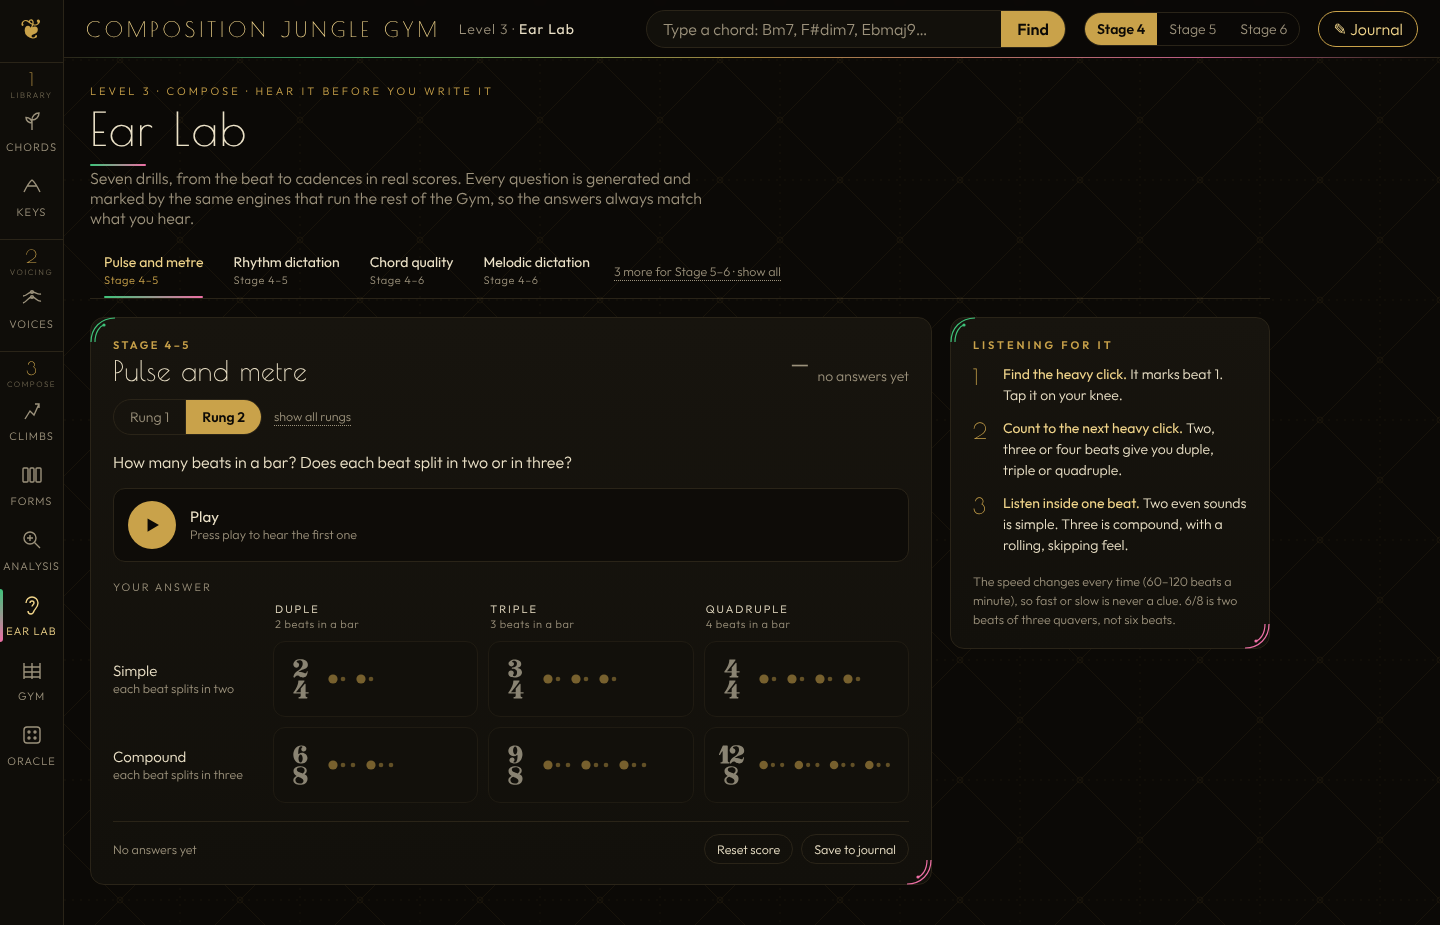 COMPOSITION JUNGLE GYM
Level 3 · Ear Lab
Type a chord: Bm7, F#dim7, Ebmaj9…
Find
Stage 4
Stage 5
Stage 6
✎ Journal
1
LIBRARY
CHORDS
KEYS
2
VOICING
VOICES
3
COMPOSE
CLIMBS
FORMS
ANALYSIS
EAR LAB
GYM
ORACLE
LEVEL 3 · COMPOSE · HEAR IT BEFORE YOU WRITE IT
Ear Lab
Seven drills, from the beat to cadences in real scores. Every question is generated and
marked by the same engines that run the rest of the Gym, so the answers always match
what you hear.
Pulse and metre
Stage 4–5
Rhythm dictation
Stage 4–5
Chord quality
Stage 4–6
Melodic dictation
Stage 4–6
3 more for Stage 5–6 · show all
STAGE 4–5
Pulse and metre
— no answers yet
Rung 1
Rung 2
show all rungs
How many beats in a bar? Does each beat split in two or in three?
Play
Press play to hear the first one
YOUR ANSWER
DUPLE
2 beats in a bar
TRIPLE
3 beats in a bar
QUADRUPLE
4 beats in a bar
Simple
each beat splits in two
2
4
3
4
4
4
Compound
each beat splits in three
6
8
9
8
12
8
No answers yet
Reset score
Save to journal
LISTENING FOR IT
1 Find the heavy click. It marks beat 1.
Tap it on your knee.
2 Count to the next heavy click. Two,
three or four beats give you duple,
triple or quadruple.
3 Listen inside one beat. Two even sounds
is simple. Three is compound, with a
rolling, skipping feel.
The speed changes every time (60–120 beats a
minute), so fast or slow is never a clue. 6/8 is two
beats of three quavers, not six beats.